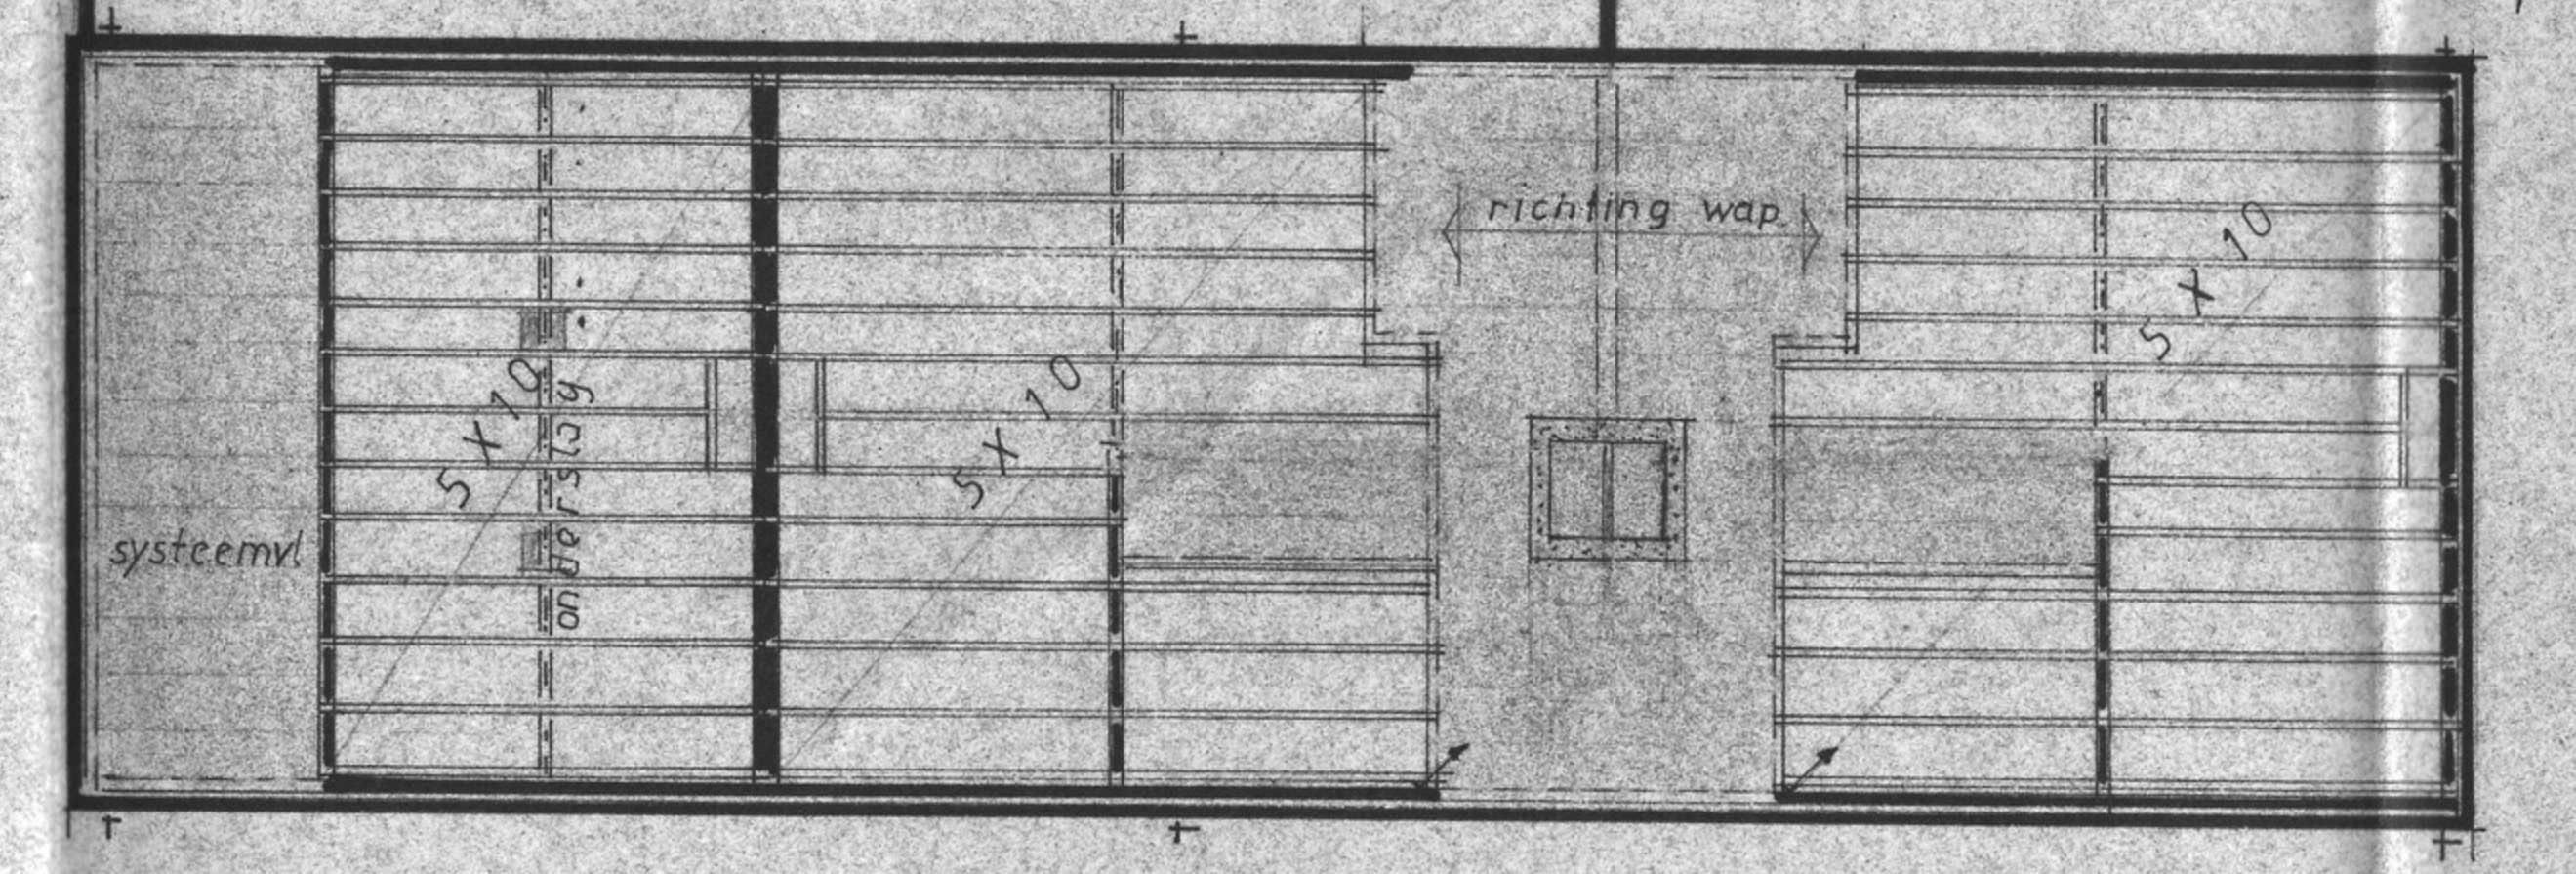 richting wap.
5 X 10
5 X 10
onderslag
5 X 10
systeemvl